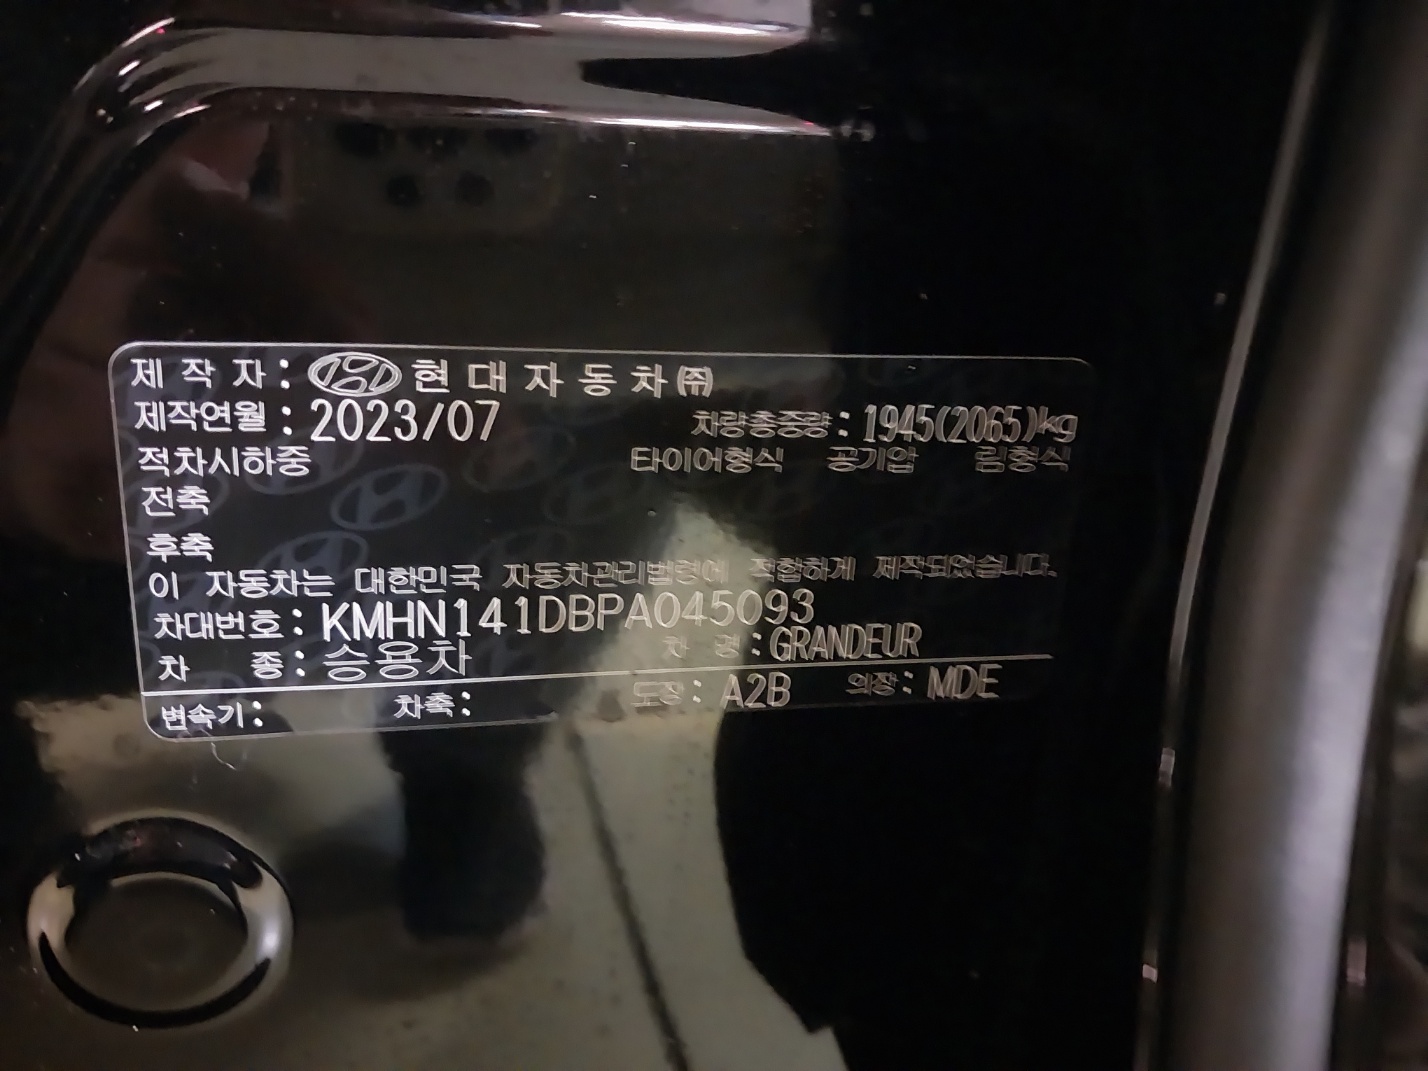 제작자: 현대자동차㈜
제작연월: 2023/07 차량총중량: 1945(2065)kg
적차시하중 타이어형식 공기압 림형식
전축
후축
이 자동차는 대한민국 자동차관리법령에 적합하게 제작되었습니다.
차대번호: KMHN141DBPA045093
차 종: 승용차 차 명: GRANDEUR
변속기: 차축: 도장: A2B 의장: MDE